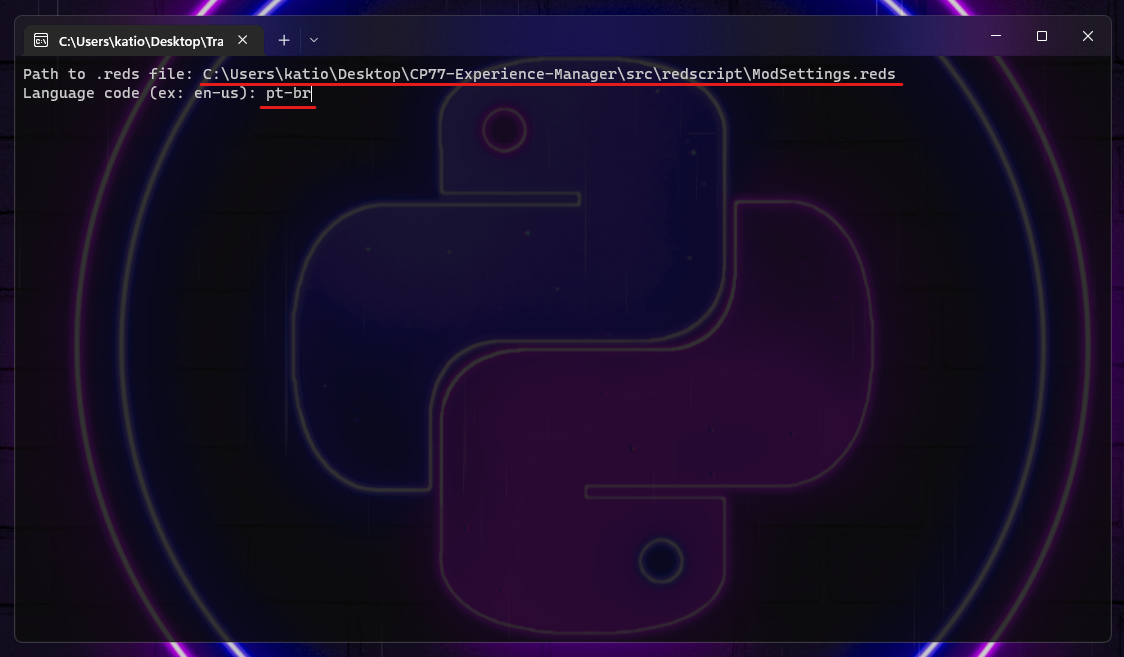 C:\Users\katio\Desktop\Tra
Path to .reds file: C:\Users\katio\Desktop\CP77-Experience-Manager\src\redscript\ModSettings.reds
Language code (ex: en-us): pt-br